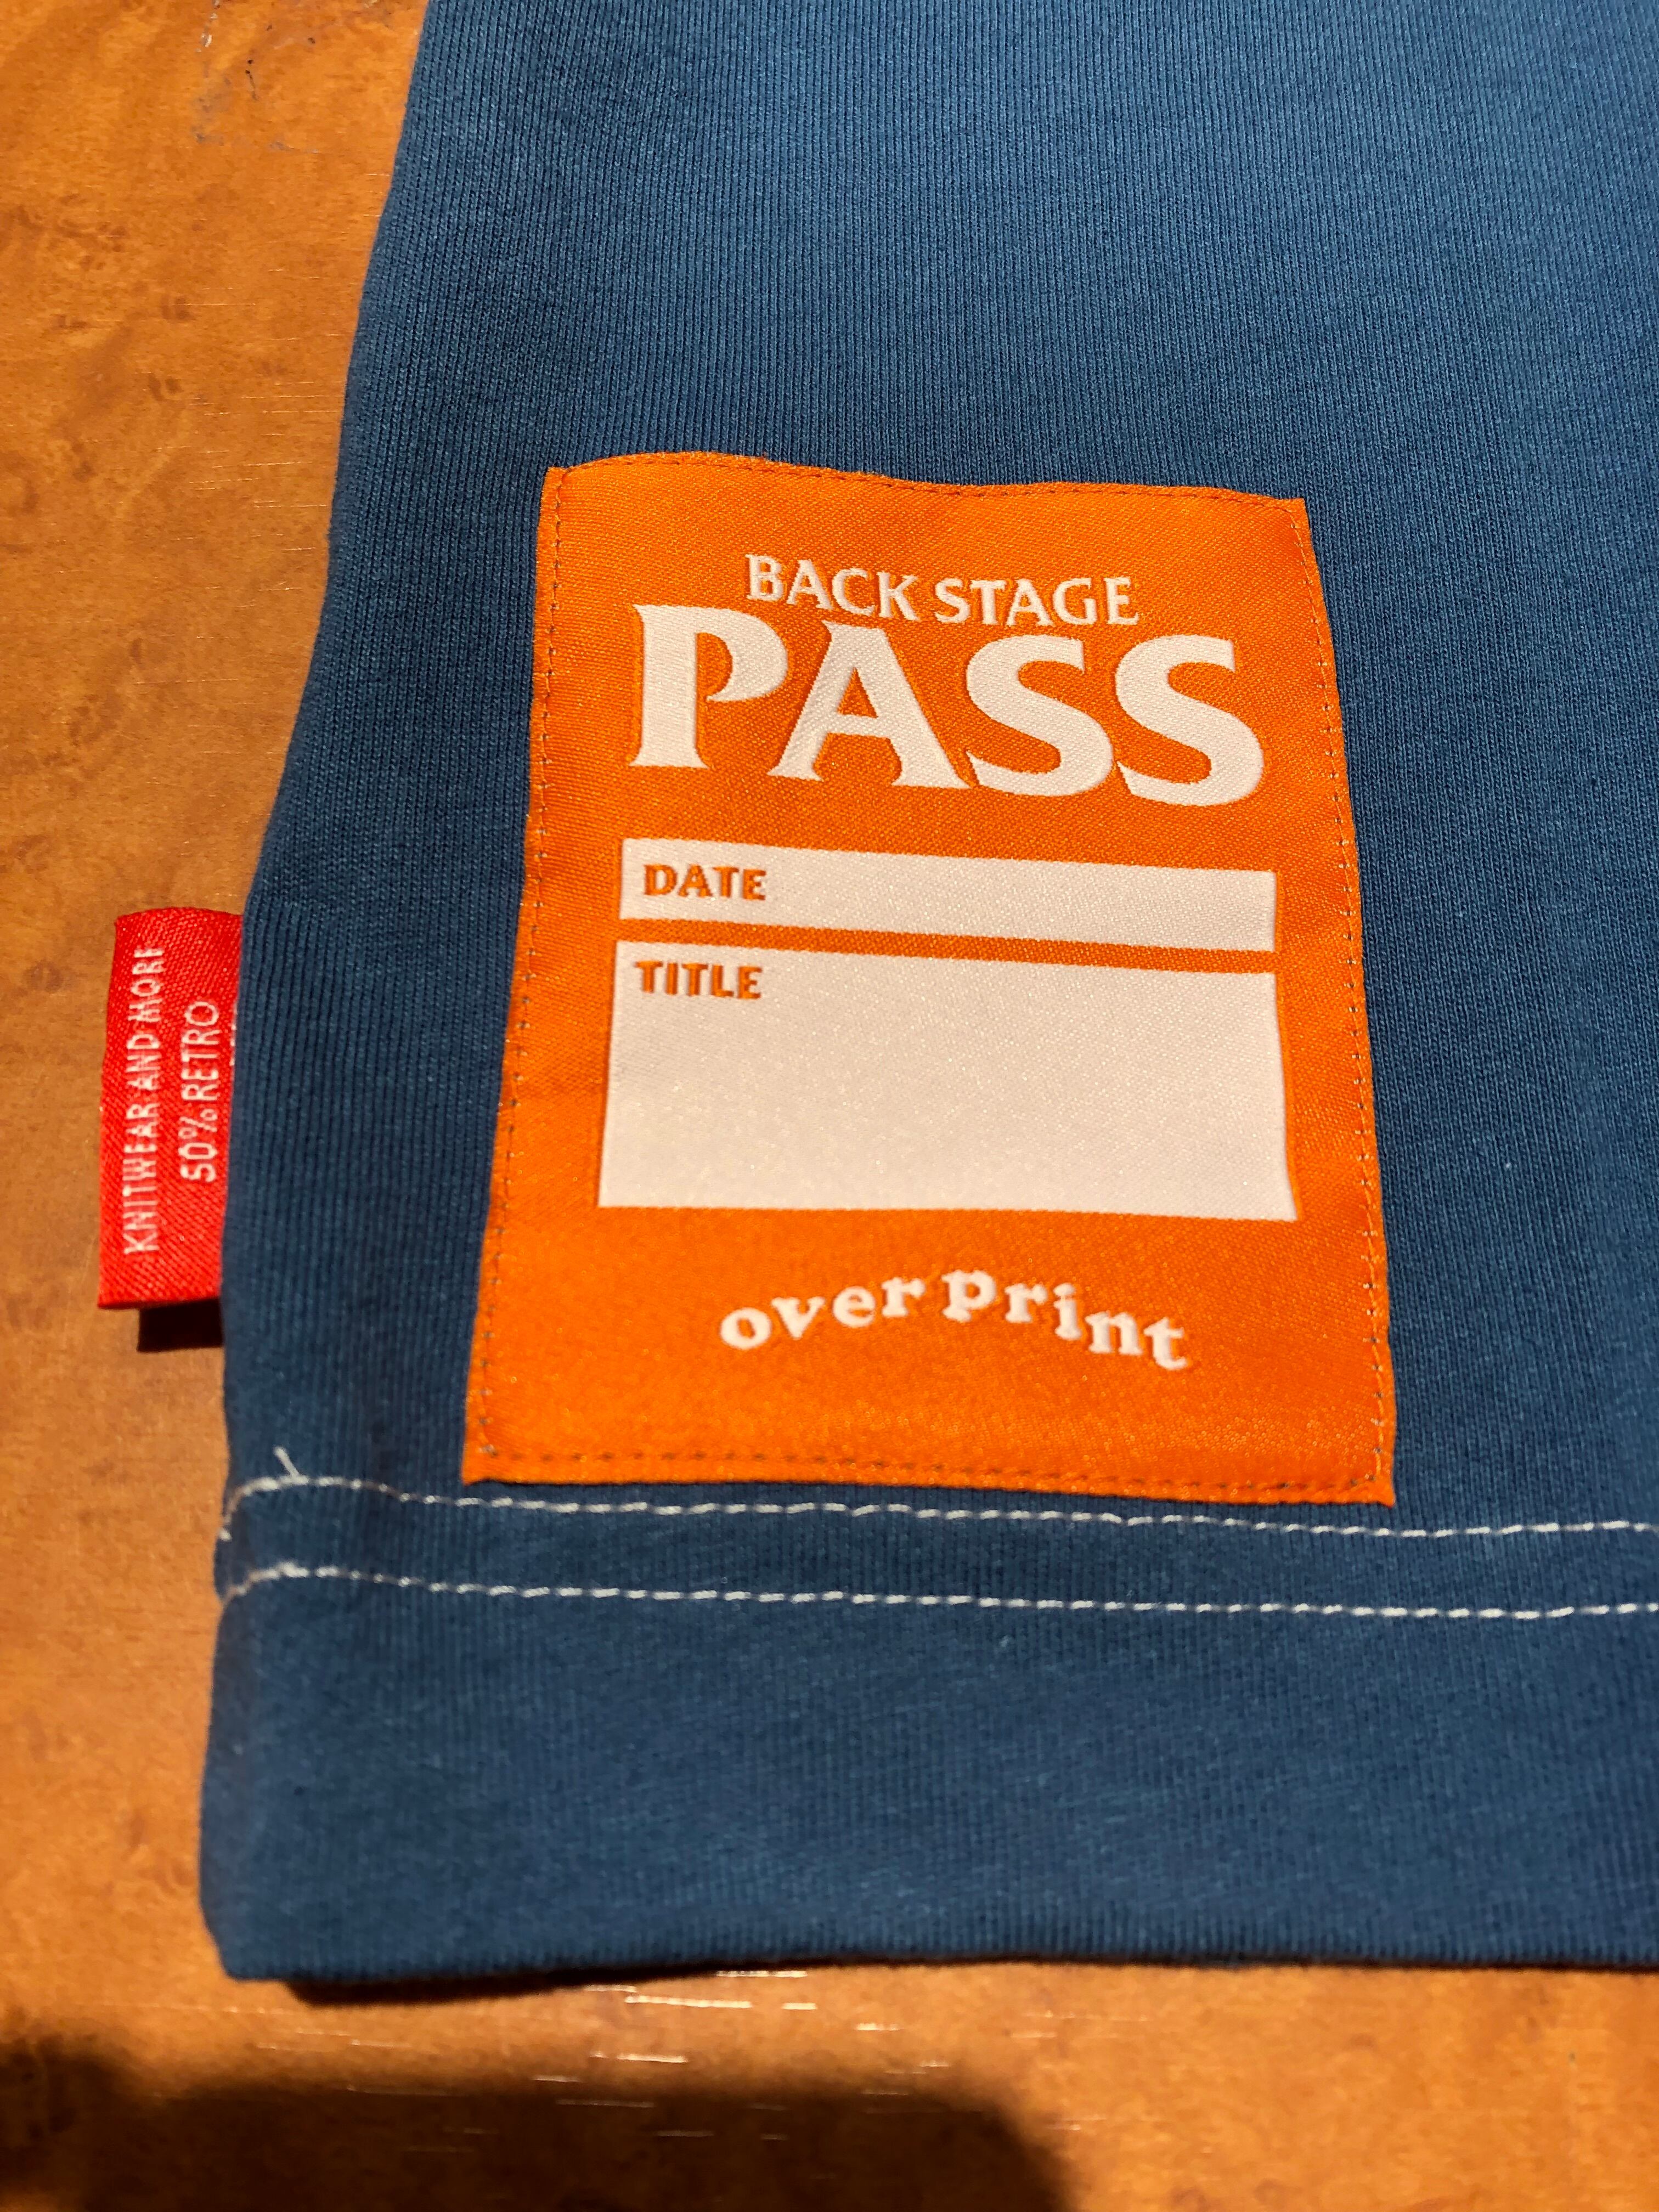 BACK STAGE
PASS
DATE
TITLE
over print
KNITWEAR AND MORE
50% RETRO